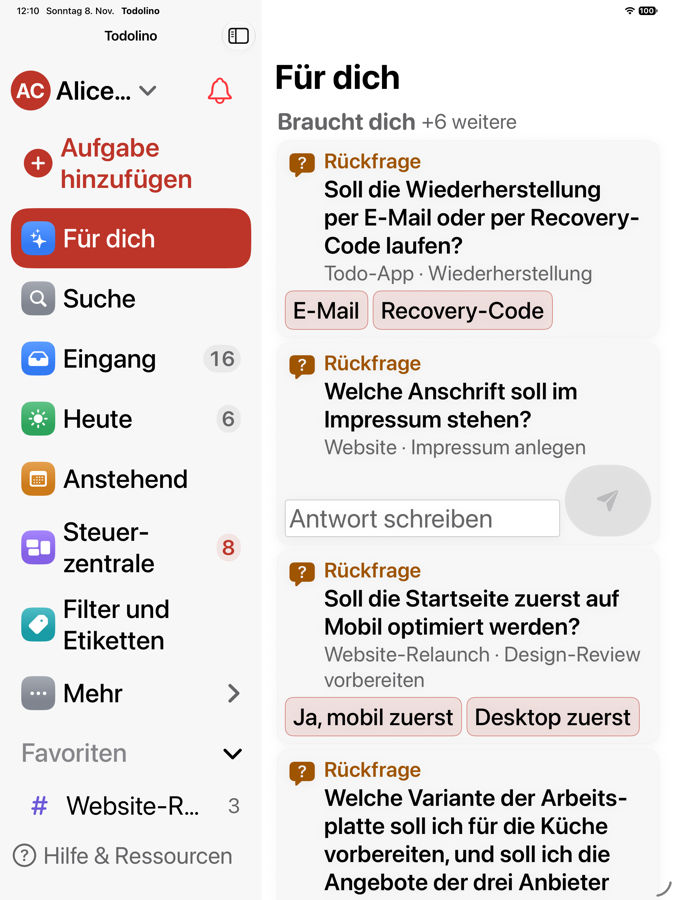 12:10 Sonntag 8. Nov. Todolino
100
Todolino
AC Alice...
Aufgabe
hinzufügen
Für dich
Suche
Eingang 16
Heute 6
Anstehend
Steuer-
zentrale 8
Filter und
Etiketten
Mehr
Favoriten
# Website-R... 3
? Hilfe & Ressourcen
Für dich
Braucht dich +6 weitere
? Rückfrage
Soll die Wiederherstellung
per E-Mail oder per Recovery-
Code laufen?
Todo-App · Wiederherstellung
E-Mail Recovery-Code
? Rückfrage
Welche Anschrift soll im
Impressum stehen?
Website · Impressum anlegen
Antwort schreiben
? Rückfrage
Soll die Startseite zuerst auf
Mobil optimiert werden?
Website-Relaunch · Design-Review
vorbereiten
Ja, mobil zuerst Desktop zuerst
? Rückfrage
Welche Variante der Arbeits-
platte soll ich für die Küche
vorbereiten, und soll ich die
Angebote der drei Anbieter